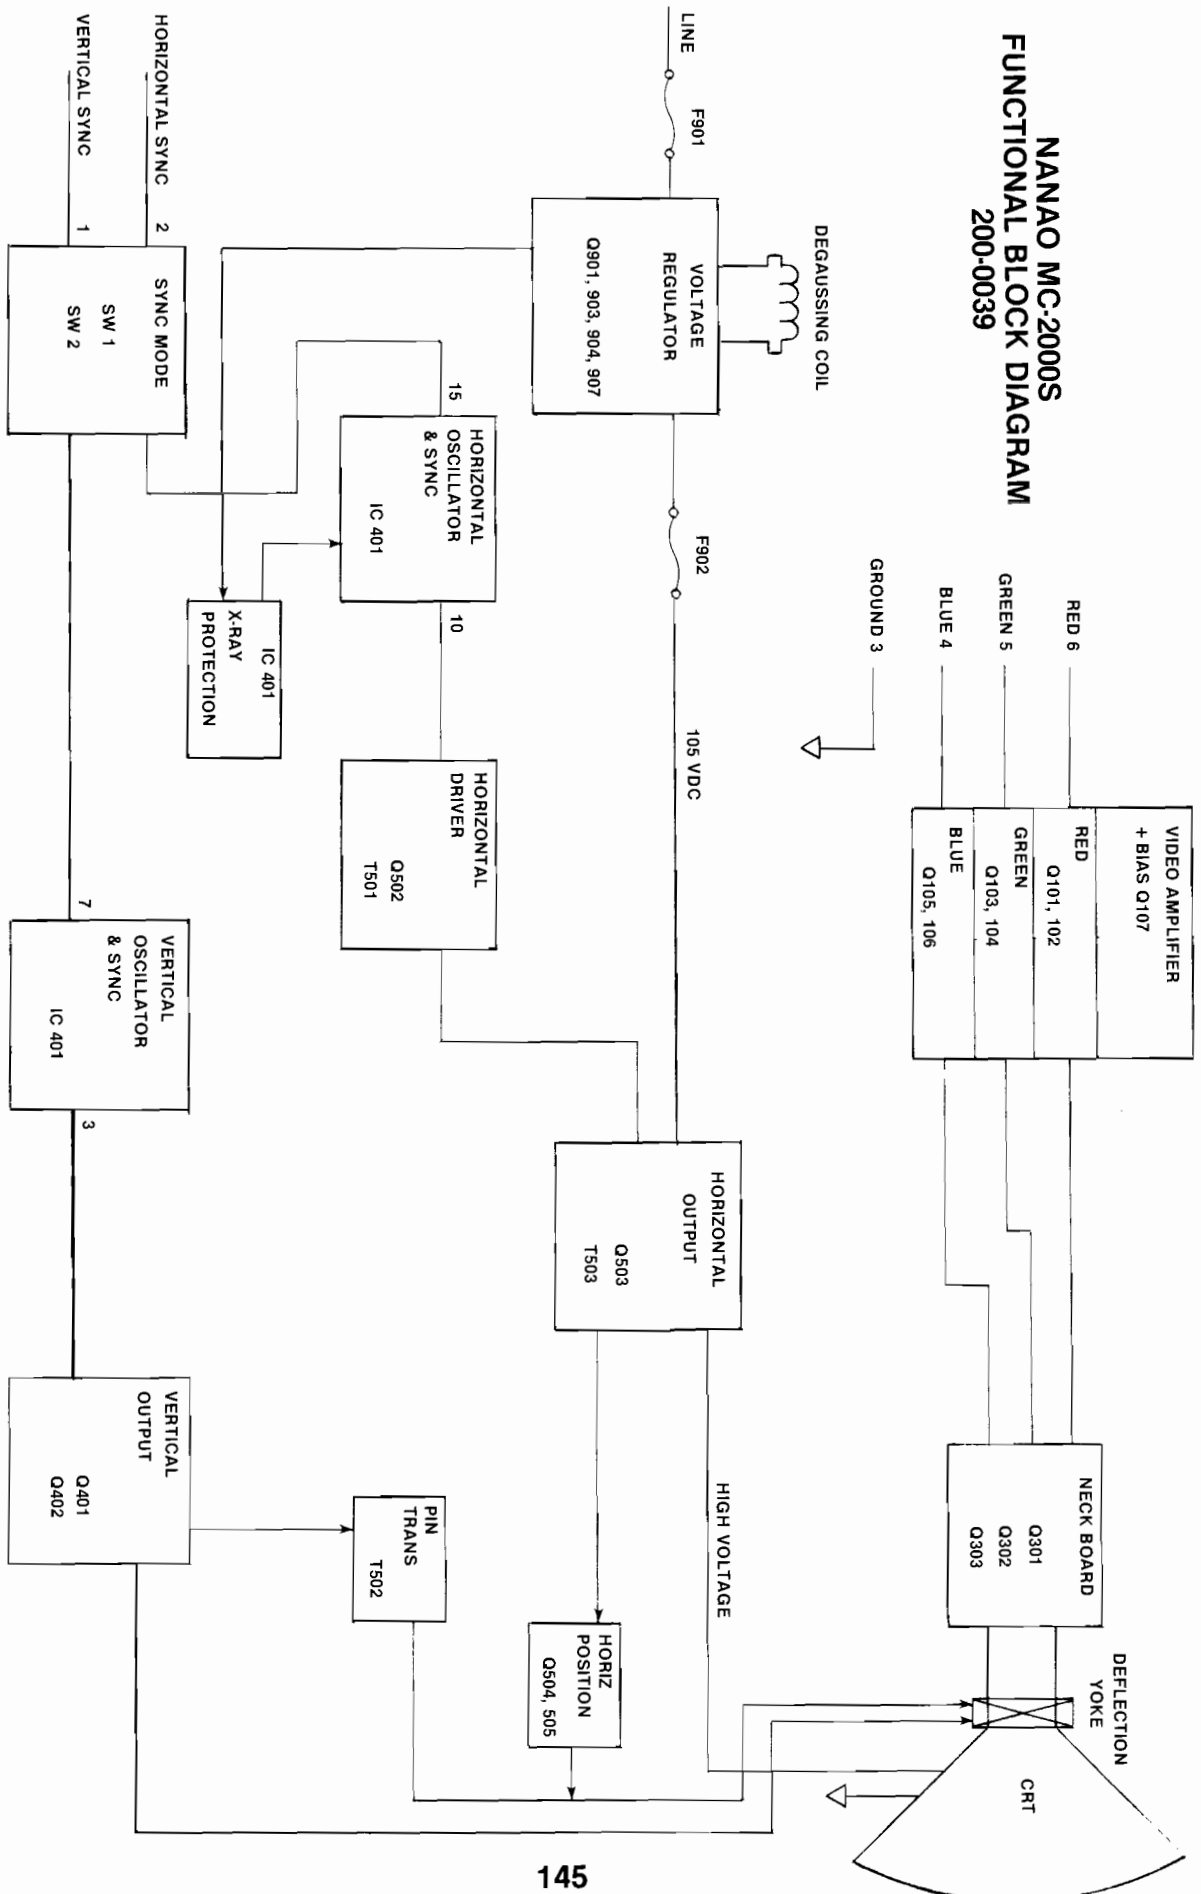 NANAO MC-2000S
FUNCTIONAL BLOCK DIAGRAM
200-0039
RED 6
GREEN 5
BLUE 4
GROUND 3
VIDEO AMPLIFIER
+ BIAS Q107
RED
Q101, 102
GREEN
Q103, 104
BLUE
Q105, 106
NECK BOARD
Q301
Q302
Q303
DEFLECTION
YOKE
CRT
DEGAUSSING COIL
LINE
F901
VOLTAGE
REGULATOR
Q901, 903, 904, 907
F902
105 VDC
HORIZONTAL
OUTPUT
Q503
T503
HIGH VOLTAGE
HORIZ
POSITION
Q504, 505
15
HORIZONTAL
OSCILLATOR
& SYNC
IC 401
10
HORIZONTAL
DRIVER
Q502
T501
PIN
TRANS
T502
IC 401
X-RAY
PROTECTION
HORIZONTAL SYNC
2
VERTICAL SYNC
1
SYNC MODE
SW 1
SW 2
7
VERTICAL
OSCILLATOR
& SYNC
IC 401
3
VERTICAL
OUTPUT
Q401
Q402
145